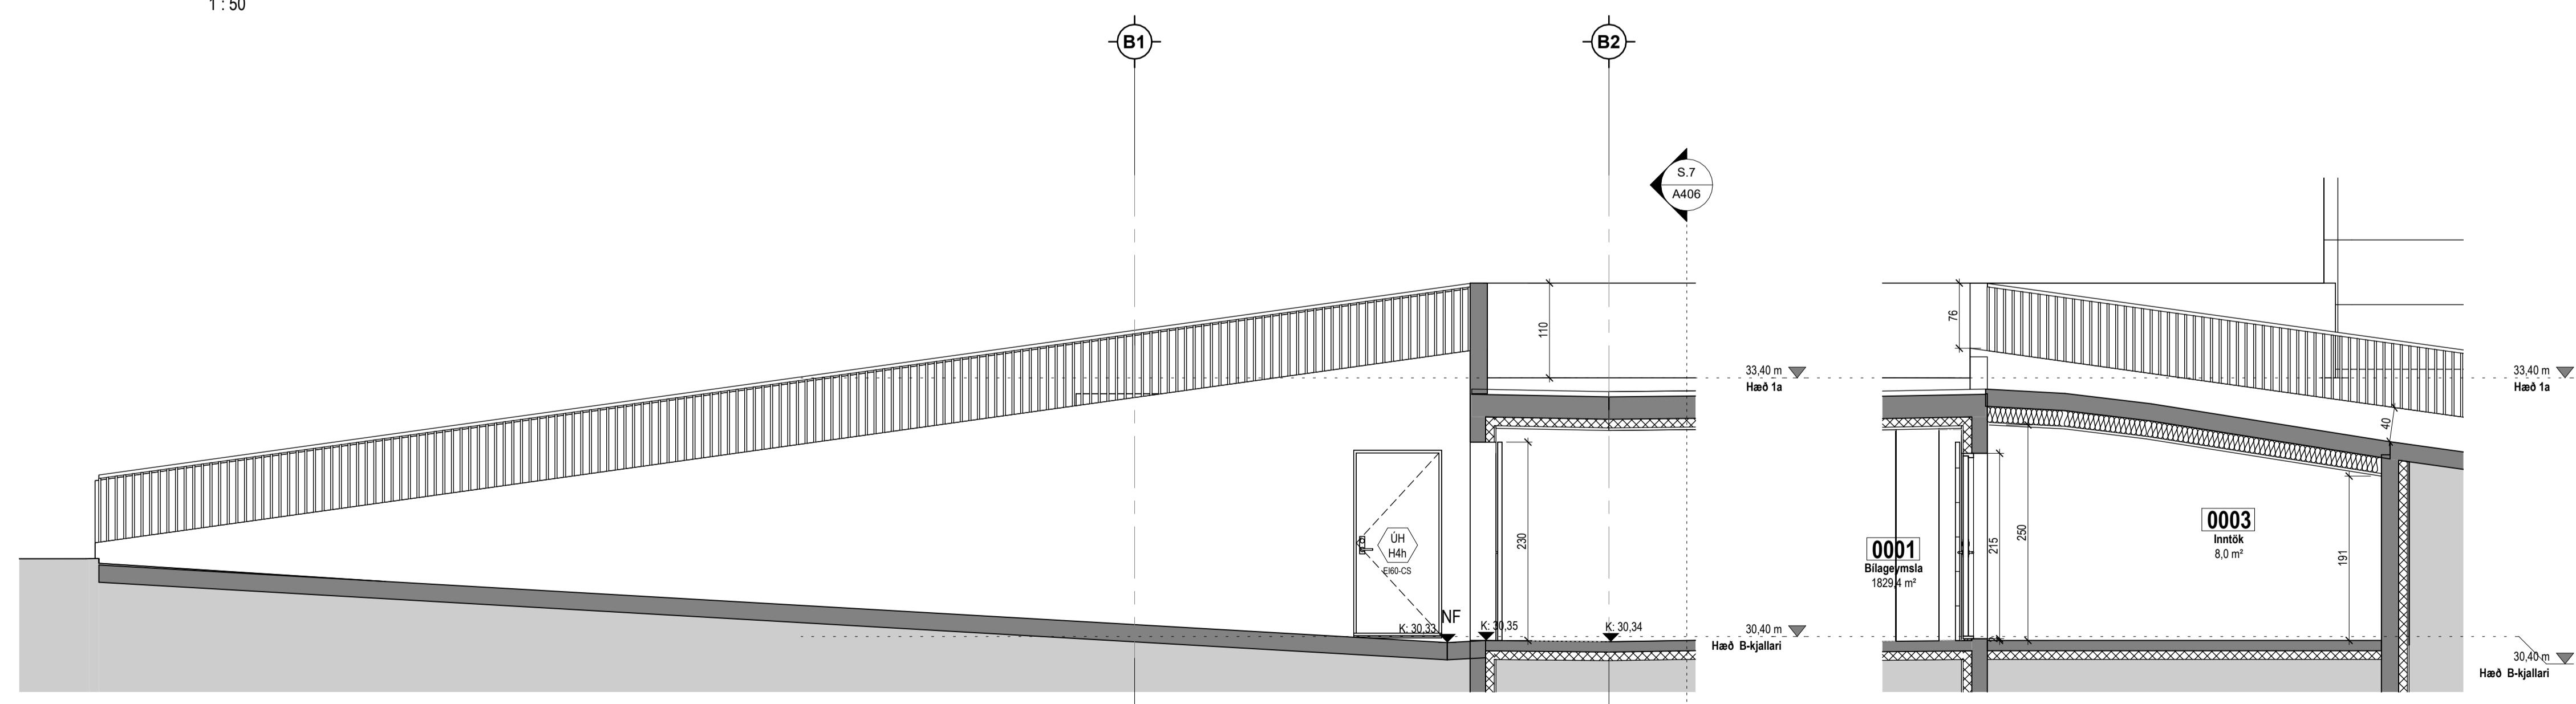 1 : 50
B1
B2
S.7
A406
110
76
33,40 m
Hæð 1a
33,40 m
Hæð 1a
40
ÚH
H4h
EI60-CS
230
0001
Bílageymsla
1829,4 m²
215
250
0003
Inntök
8,0 m²
191
NF
K: 30,33
K: 30,35
K: 30,34
30,40 m
Hæð B-kjallari
2
30,40 m
Hæð B-kjallari